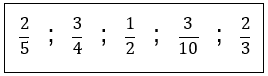 2/5 ; 3/4 ; 1/2 ; 3/10 ; 2/3